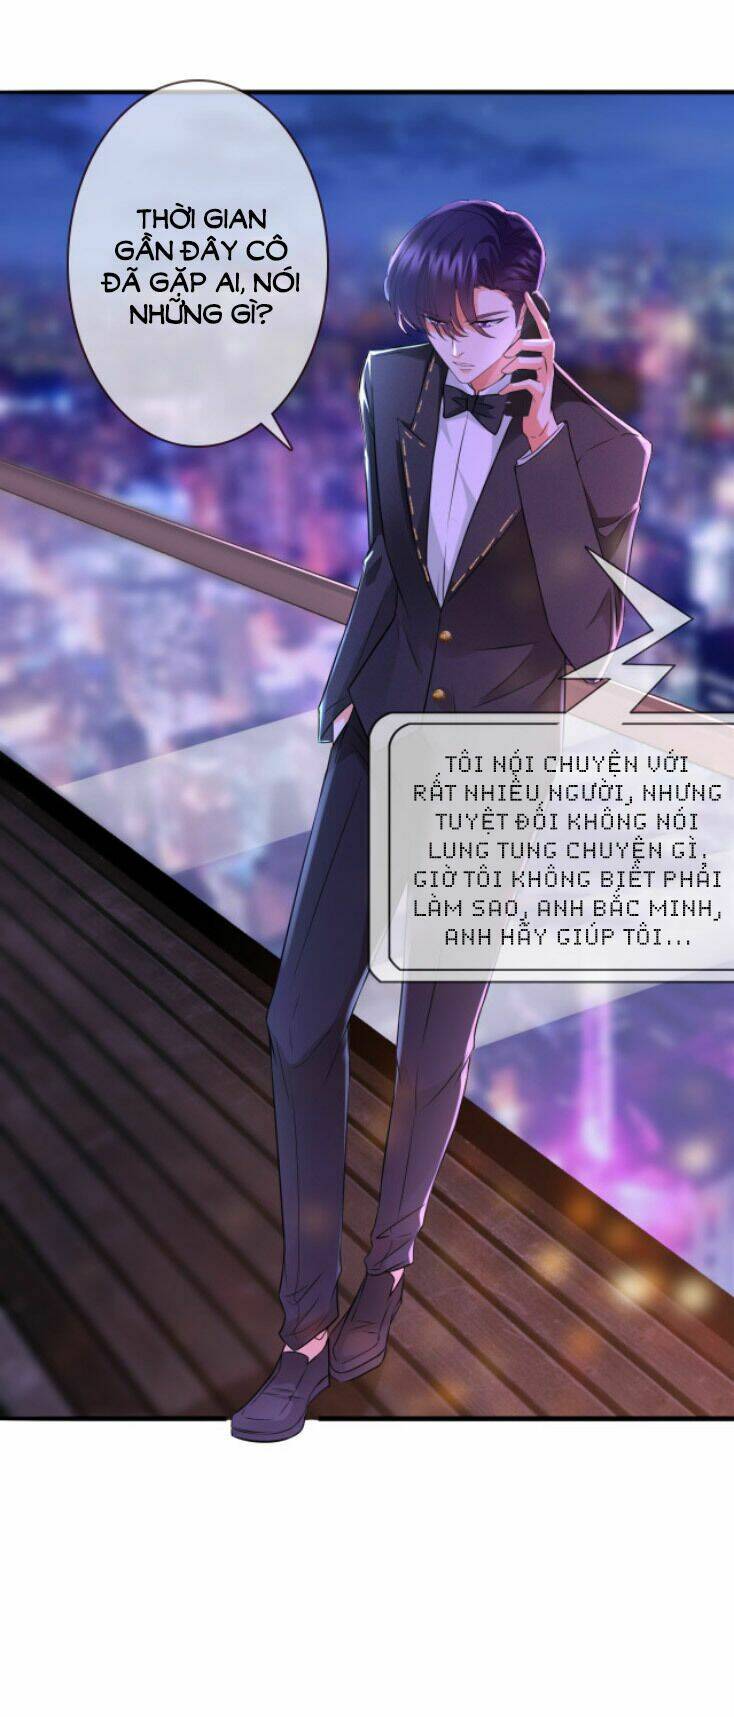 THỜI GIAN
GẦN ĐÂY CÔ
ĐÃ GẶP AI, NÓI
NHỮNG GÌ?
TÔI NÓI CHUYỆN VỚI
RẤT NHIỀU NGƯỜI, NHƯNG
TUYỆT ĐỐI KHÔNG NÓI
LUNG TUNG CHUYỆN GÌ.
GIỜ TÔI KHÔNG BIẾT PHẢI
LÀM SAO, ANH BẮC MINH,
ANH HÃY GIÚP TÔI...